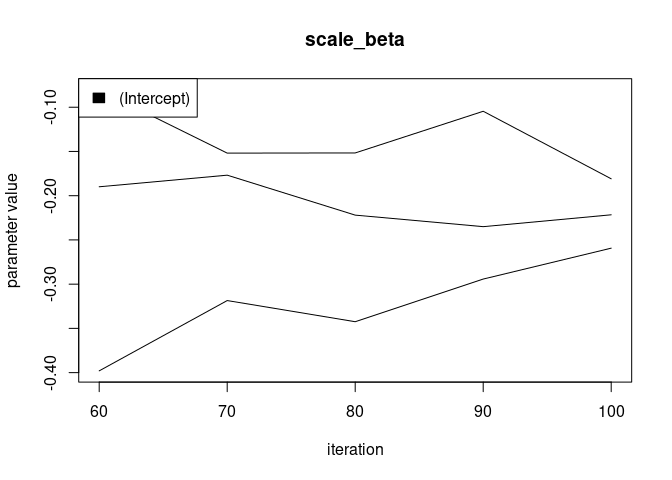 scale_beta
(Intercept)
parameter value
-0.10
-0.20
-0.30
-0.40
60 70 80 90 100
iteration